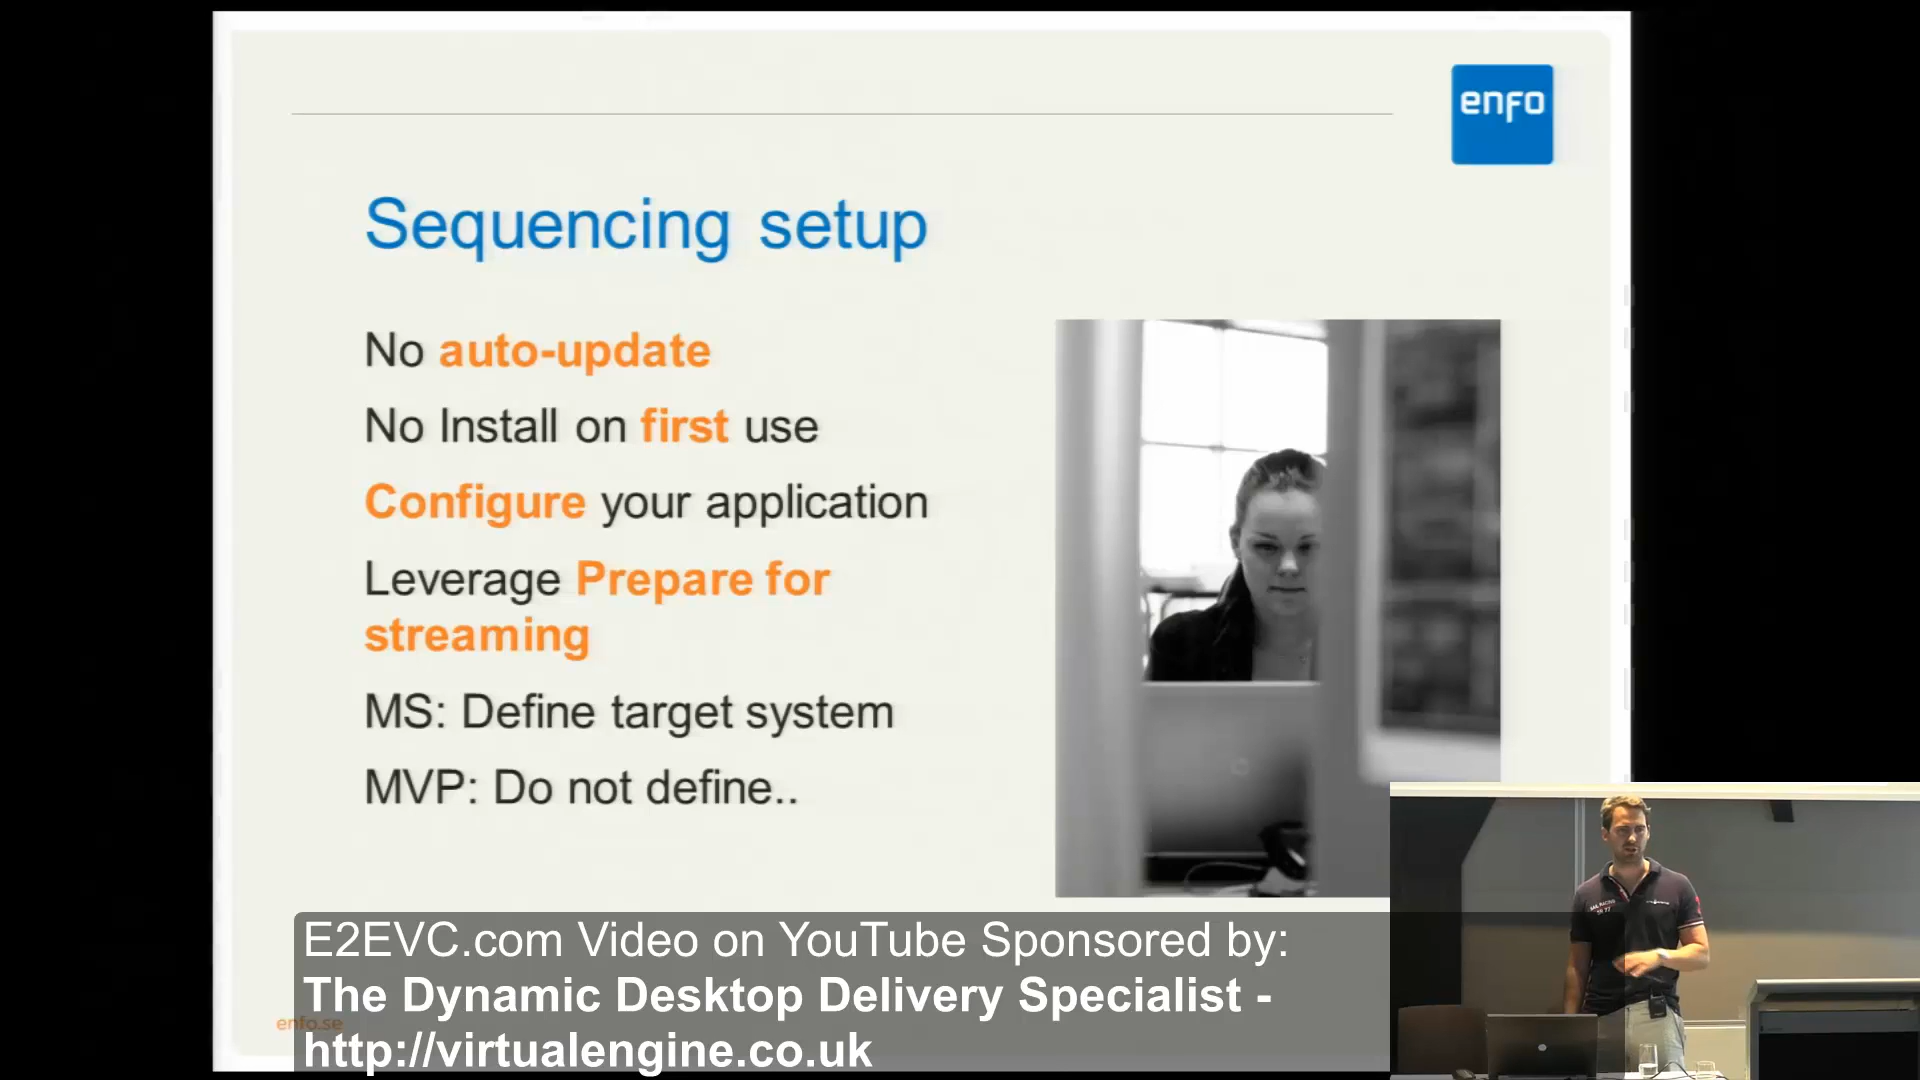 enfo
Sequencing setup
No auto-update
No Install on first use
Configure your application
Leverage Prepare for
streaming
MS: Define target system
MVP: Do not define..
E2EVC.com Video on YouTube Sponsored by:
The Dynamic Desktop Delivery Specialist -
enfo.se
http://virtualengine.co.uk